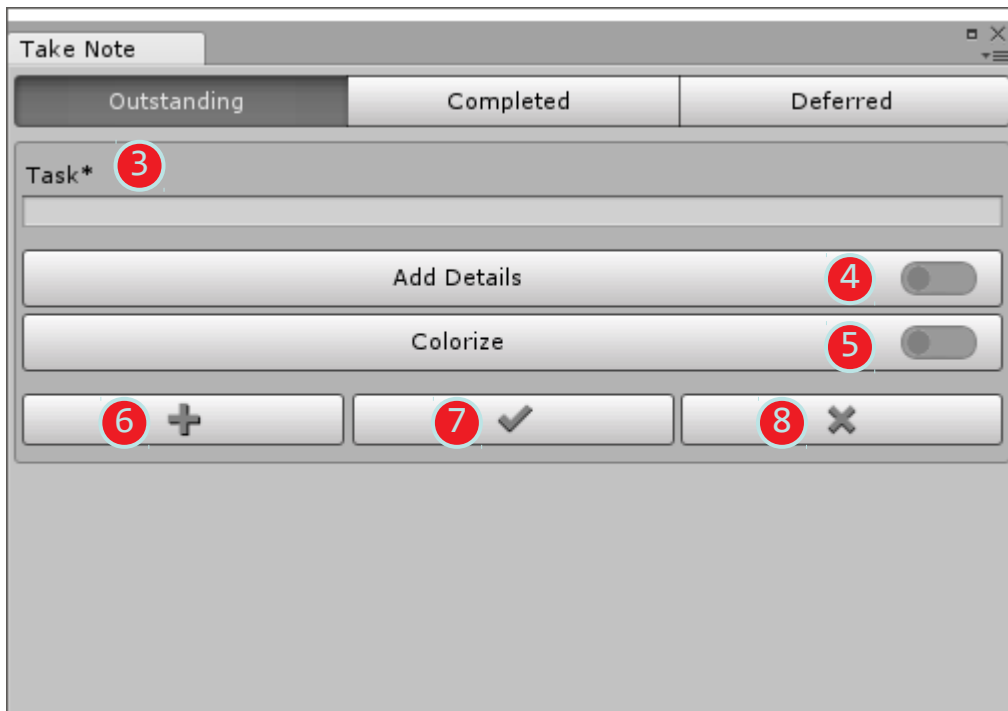 Take Note
Outstanding Completed Deferred
Task* 3
Add Details 4
Colorize 5
6 7 8